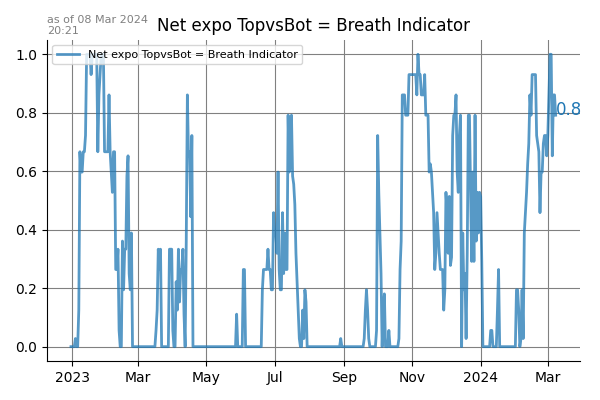 as of 08 Mar 2024
20:21
Net expo TopvsBot = Breath Indicator
Net expo TopvsBot = Breath Indicator
1.0
0.8
0.8
0.6
0.4
0.2
0.0
2023 Mar May Jul Sep Nov 2024 Mar